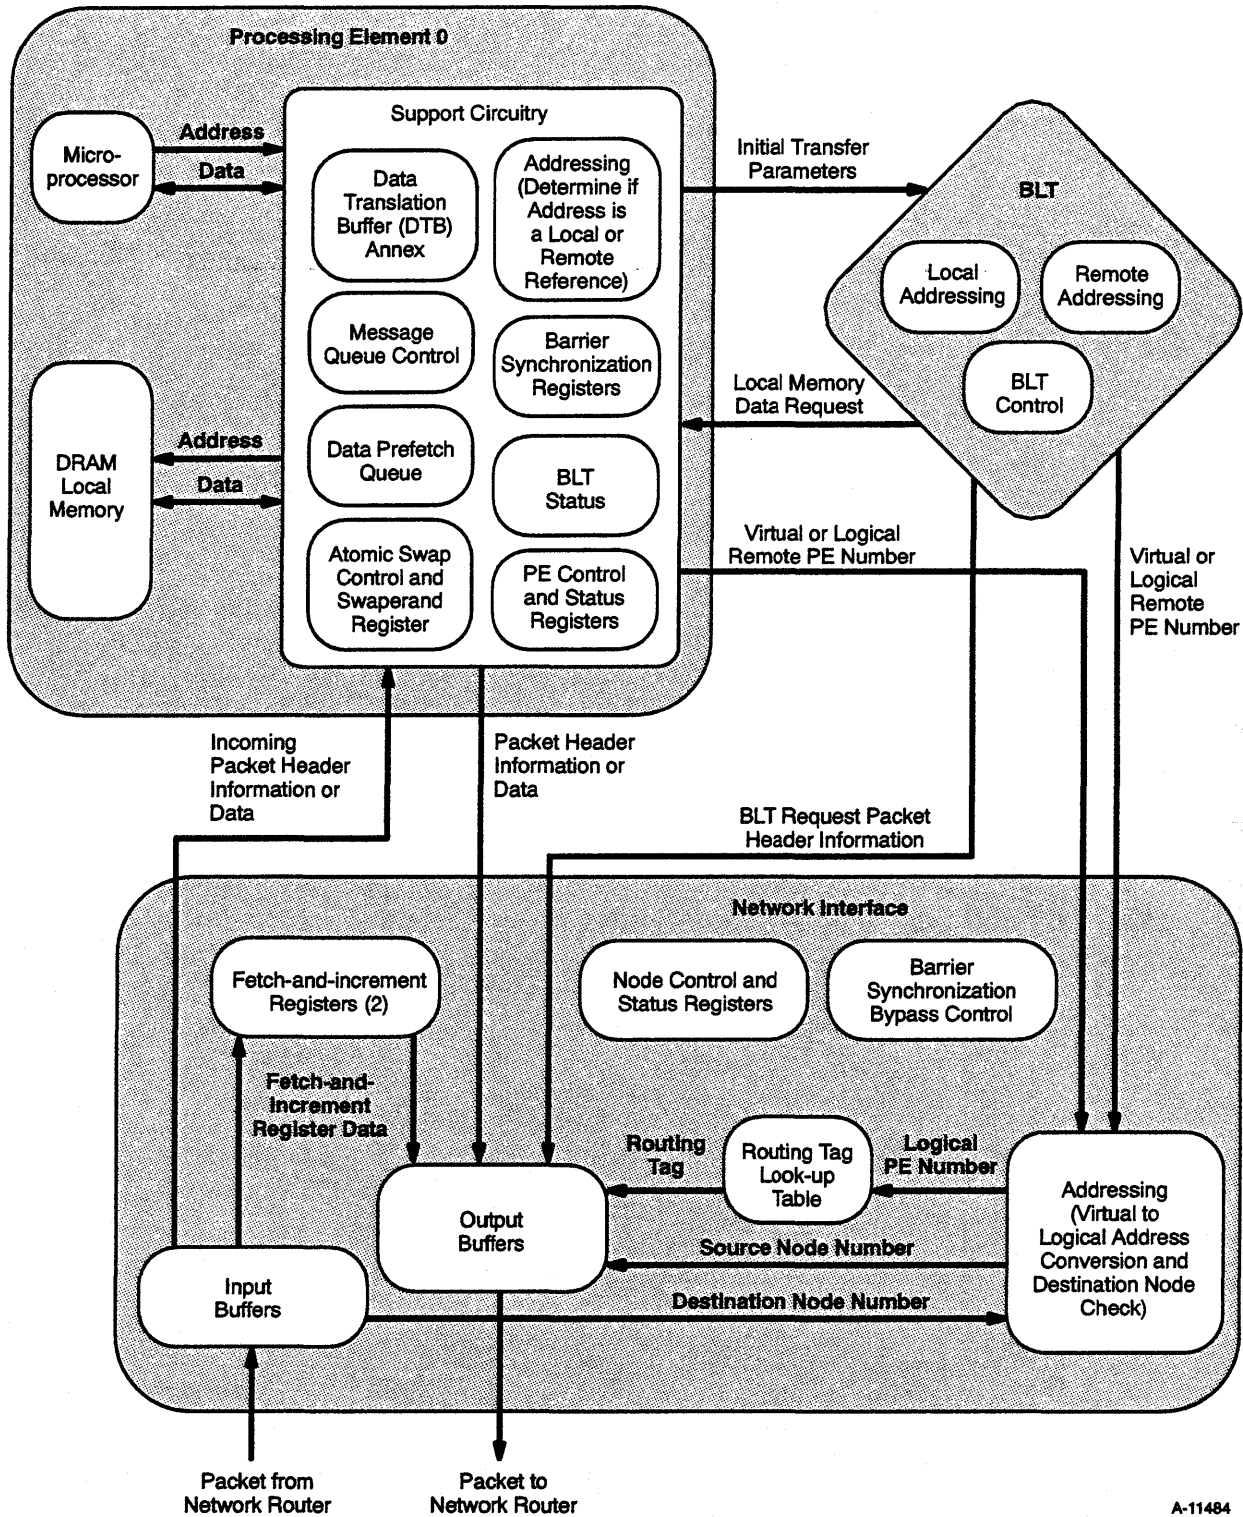 Processing Element 0
Support Circuitry
Micro-
processor
Address
Data
Data
Translation
Buffer (DTB)
Annex
Addressing
(Determine if
Address is
a Local or
Remote
Reference)
Message
Queue Control
Barrier
Synchronization
Registers
DRAM
Local
Memory
Address
Data
Data Prefetch
Queue
BLT
Status
Atomic Swap
Control and
Swaperand
Register
PE Control
and Status
Registers
Initial Transfer
Parameters
BLT
Local
Addressing
Remote
Addressing
BLT
Control
Local Memory
Data Request
Virtual or Logical
Remote PE Number
Virtual or
Logical
Remote
PE Number
Incoming
Packet Header
Information or
Data
Packet Header
Information or
Data
BLT Request Packet
Header Information
Network Interface
Fetch-and-increment
Registers (2)
Node Control and
Status Registers
Barrier
Synchronization
Bypass Control
Fetch-and-
Increment
Register Data
Routing
Tag
Routing Tag
Look-up
Table
Logical
PE Number
Addressing
(Virtual to
Logical Address
Conversion and
Destination Node
Check)
Output
Buffers
Source Node Number
Input
Buffers
Destination Node Number
Packet from
Network Router
Packet to
Network Router
A-11484